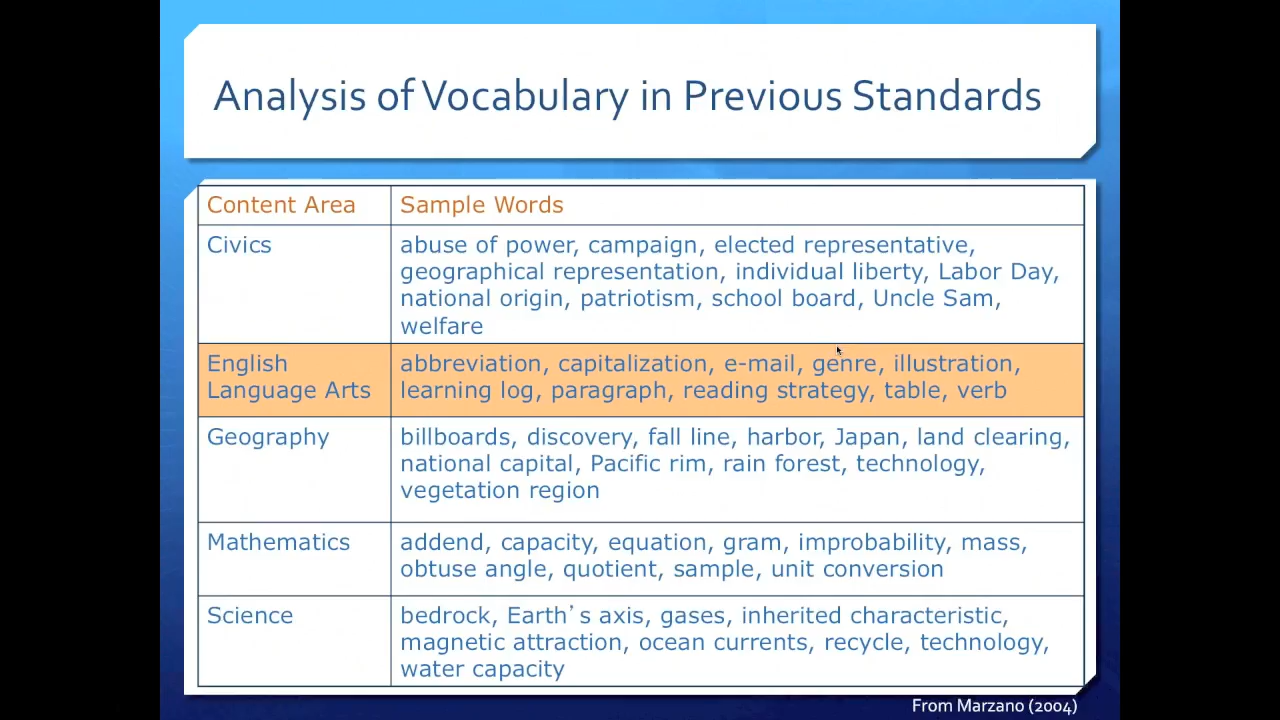 Analysis of Vocabulary in Previous Standards
Content Area
Sample Words
Civics
abuse of power, campaign, elected representative,
geographical representation, individual liberty, Labor Day,
national origin, patriotism, school board, Uncle Sam,
welfare
English
Language Arts
abbreviation, capitalization, e-mail, genre, illustration,
learning log, paragraph, reading strategy, table, verb
Geography
billboards, discovery, fall line, harbor, Japan, land clearing,
national capital, Pacific rim, rain forest, technology,
vegetation region
Mathematics
addend, capacity, equation, gram, improbability, mass,
obtuse angle, quotient, sample, unit conversion
Science
bedrock, Earth’s axis, gases, inherited characteristic,
magnetic attraction, ocean currents, recycle, technology,
water capacity
From Marzano (2004)